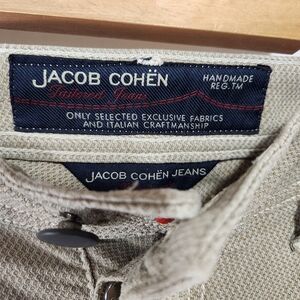 JACOB COHËN
HANDMADE
REG.TM
Tailored Jeans
ONLY SELECTED EXCLUSIVE FABRICS
AND ITALIAN CRAFTMANSHIP
JACOB COHËN JEANS